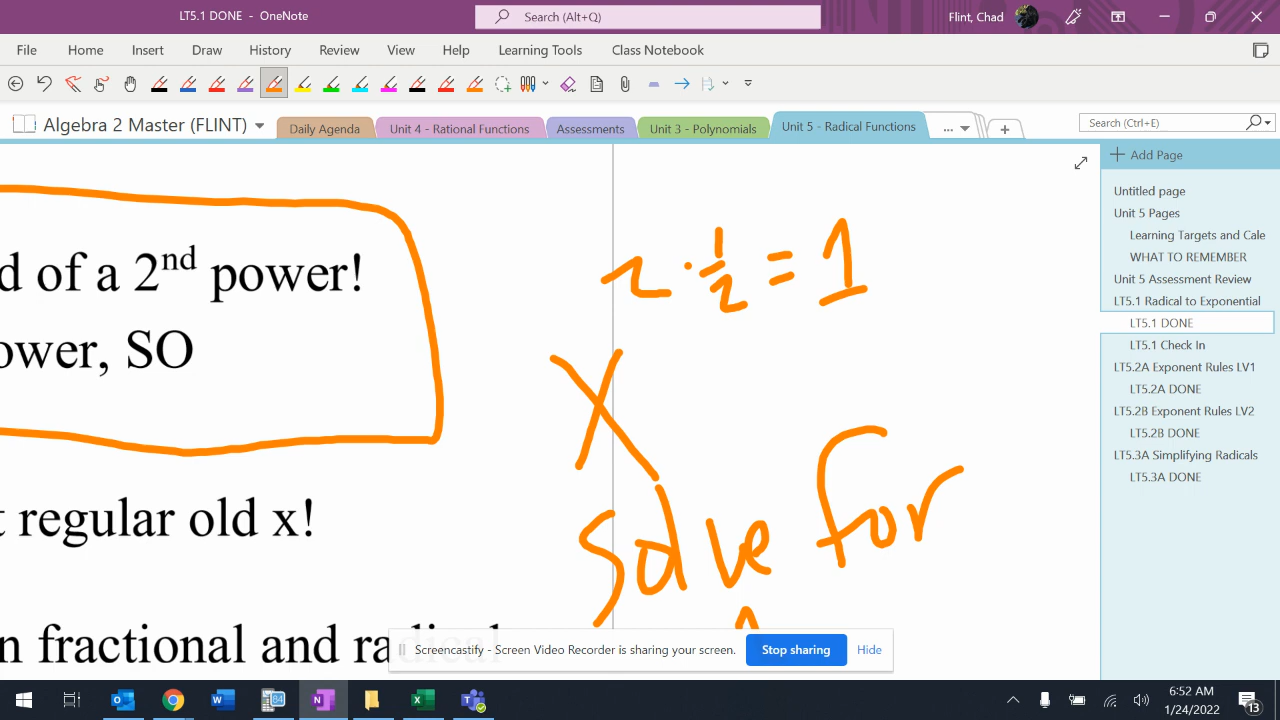 LT5.1 DONE - OneNote
Search (Alt+Q)
Flint, Chad
File Home Insert Draw History Review View Help Learning Tools Class Notebook
Algebra 2 Master (FLINT)
Daily Agenda
Unit 4 - Rational Functions
Assessments
Unit 3 - Polynomials
Unit 5 - Radical Functions
...
Search (Ctrl+E)
d of a 2nd power!
ower, SO
t regular old x!
n fractional and radical
2 · 1/2 = 1
x
solve for
Add Page
Untitled page
Unit 5 Pages
Learning Targets and Cale
WHAT TO REMEMBER
Unit 5 Assessment Review
LT5.1 Radical to Exponential
LT5.1 DONE
LT5.1 Check In
LT5.2A Exponent Rules LV1
LT5.2A DONE
LT5.2B Exponent Rules LV2
LT5.2B DONE
LT5.3A Simplifying Radicals
LT5.3A DONE
Screencastify - Screen Video Recorder is sharing your screen.
Stop sharing
Hide
6:52 AM
1/24/2022
13